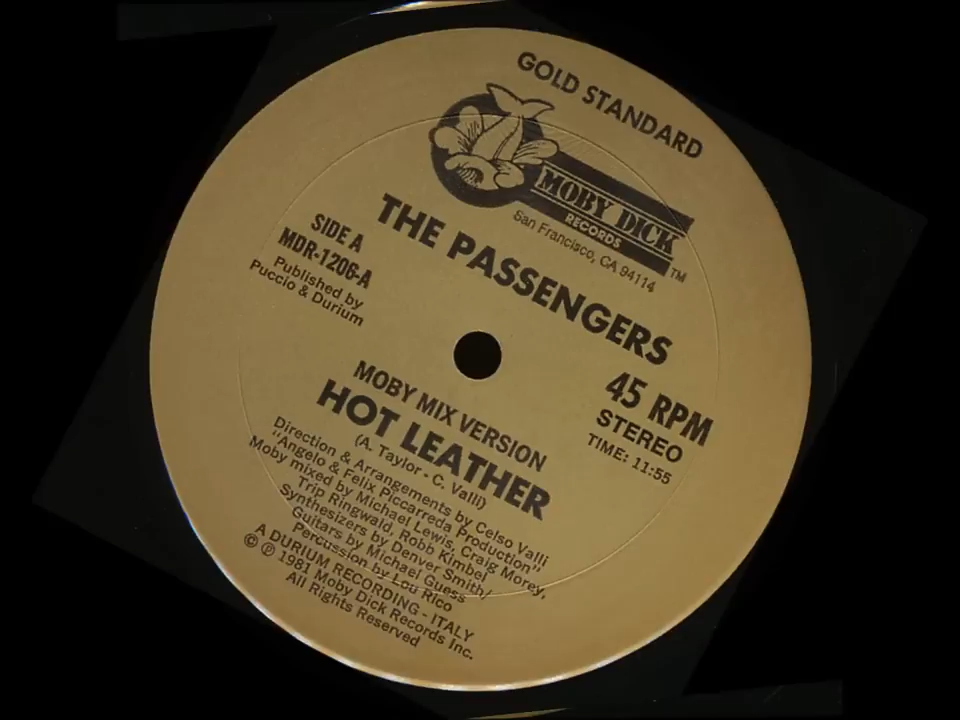 GOLD STANDARD
MOBY DICK
RECORDS
TM
San Francisco, CA 94114
THE PASSENGERS
SIDE A
MDR-1206-A
Published by
Puccio & Durium
45 RPM
STEREO
TIME: 11:55
MOBY MIX VERSION
HOT LEATHER
(A. Taylor - C. Valli)
Direction & Arrangements by Celso Valli
"Angelo & Felix Piccarreda Production"
Moby mixed by Michael Lewis, Craig Morey,
Trip Ringwald, Robb Kimbel
Synthesizers by Denver Smith/
Guitars by Michael Guess
Percussion by Lou Rico
A DURIUM RECORDING - ITALY
© ℗ 1981 Moby Dick Records Inc.
All Rights Reserved